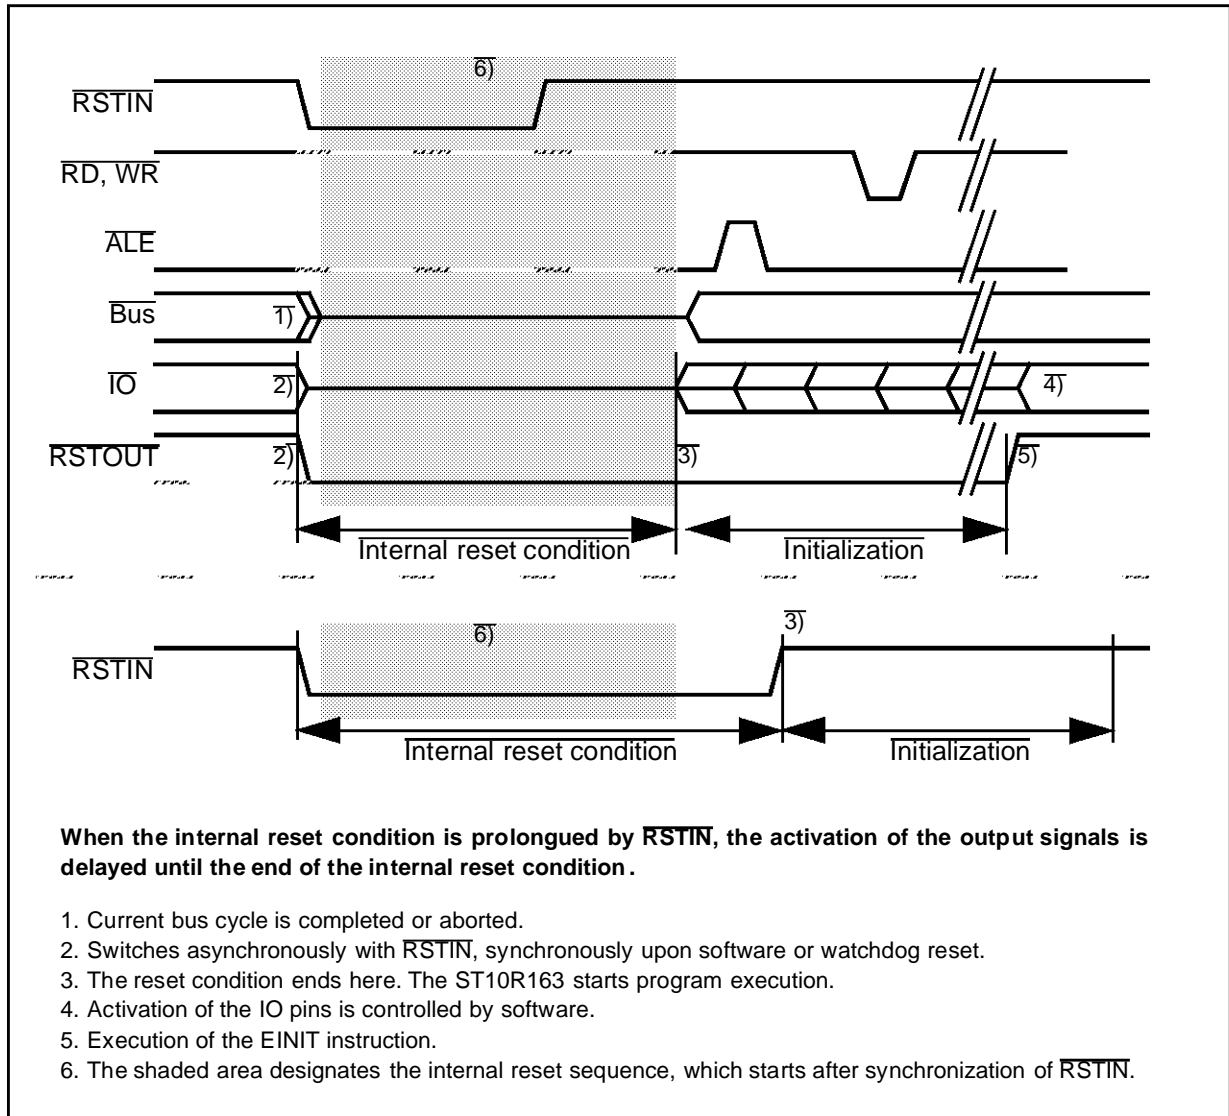 6)
RSTIN
RD, WR
ALE
Bus
1)
IO
2)
4)
RSTOUT
2)
3)
5)
Internal reset condition
Initialization
6)
3)
RSTIN
Internal reset condition
Initialization
When the internal reset condition is prolongued by RSTIN, the activation of the output signals is
delayed until the end of the internal reset condition .
1. Current bus cycle is completed or aborted.
2. Switches asynchronously with RSTIN, synchronously upon software or watchdog reset.
3. The reset condition ends here. The ST10R163 starts program execution.
4. Activation of the IO pins is controlled by software.
5. Execution of the EINIT instruction.
6. The shaded area designates the internal reset sequence, which starts after synchronization of RSTIN.